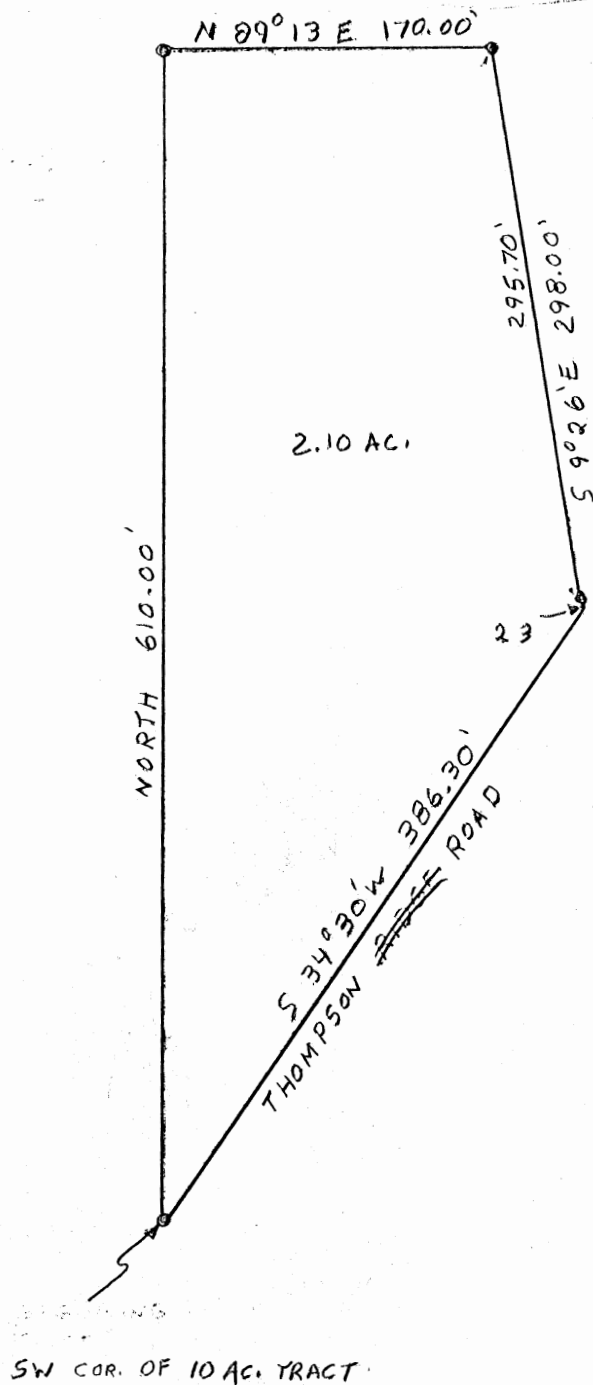 N 89° 13 E 170.00'
295.70'
S 9° 26' E 298.00'
2.10 AC.
NORTH 610.00'
23
S 34° 30' W 386.30'
THOMPSON ROAD
SW COR. OF 10 AC. TRACT